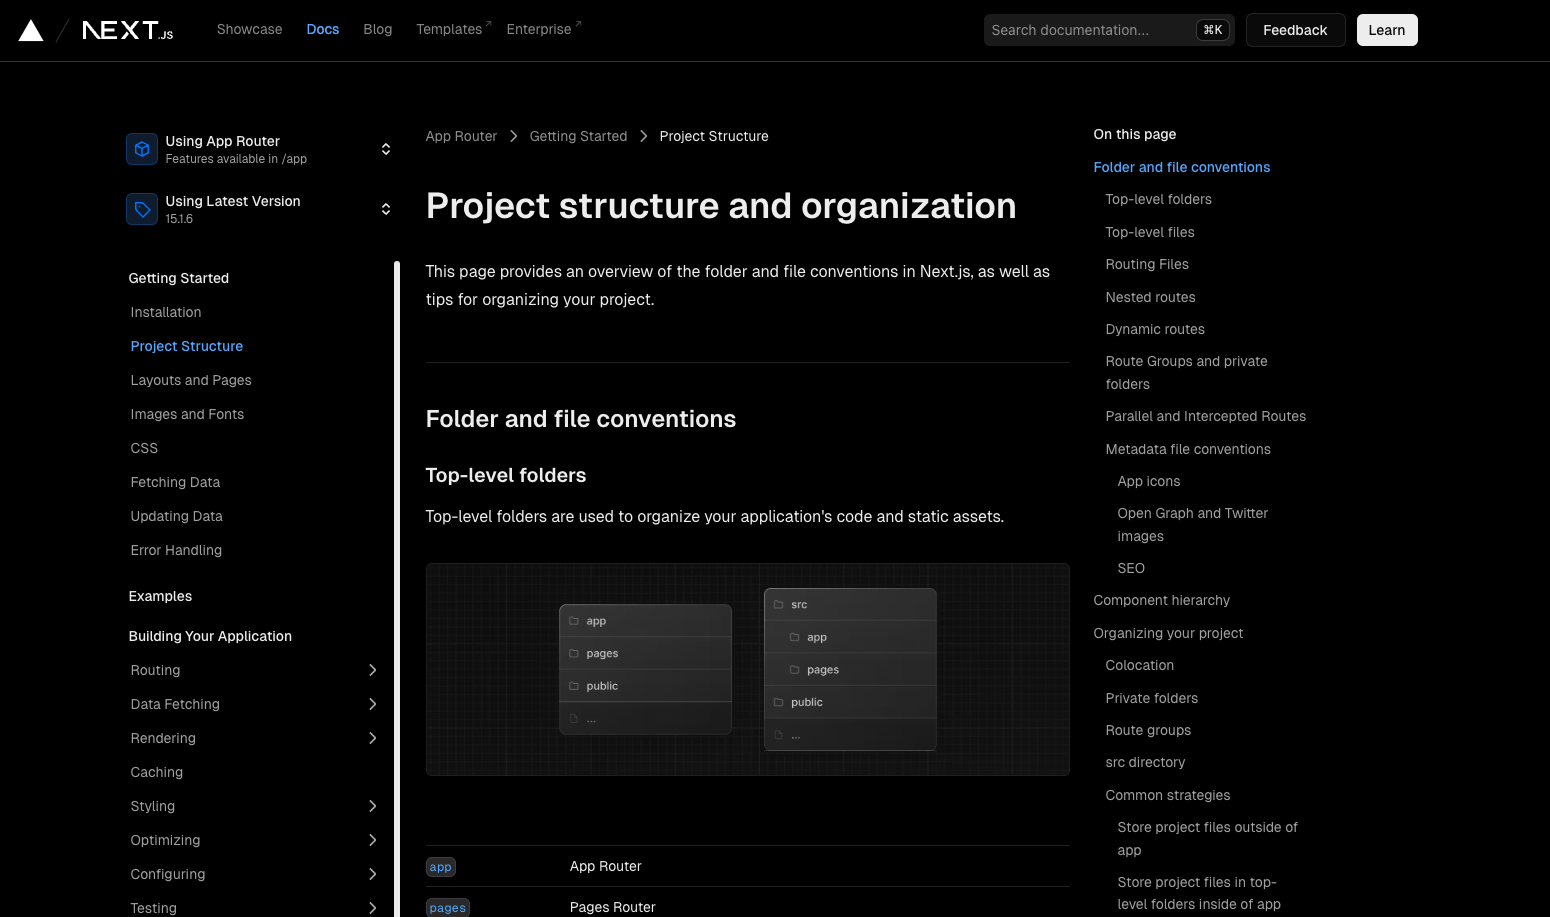 NEXT.JS
Showcase
Docs
Blog
Templates
Enterprise
Search documentation...
⌘K
Feedback
Learn
Using App Router
Features available in /app
Using Latest Version
15.1.6
Getting Started
Installation
Project Structure
Layouts and Pages
Images and Fonts
CSS
Fetching Data
Updating Data
Error Handling
Examples
Building Your Application
Routing
Data Fetching
Rendering
Caching
Styling
Optimizing
Configuring
Testing
App Router
Getting Started
Project Structure
Project structure and organization
This page provides an overview of the folder and file conventions in Next.js, as well as
tips for organizing your project.
Folder and file conventions
Top-level folders
Top-level folders are used to organize your application's code and static assets.
app
pages
public
...
src
app
pages
public
...
app App Router
pages Pages Router
On this page
Folder and file conventions
Top-level folders
Top-level files
Routing Files
Nested routes
Dynamic routes
Route Groups and private
folders
Parallel and Intercepted Routes
Metadata file conventions
App icons
Open Graph and Twitter
images
SEO
Component hierarchy
Organizing your project
Colocation
Private folders
Route groups
src directory
Common strategies
Store project files outside of
app
Store project files in top-
level folders inside of app